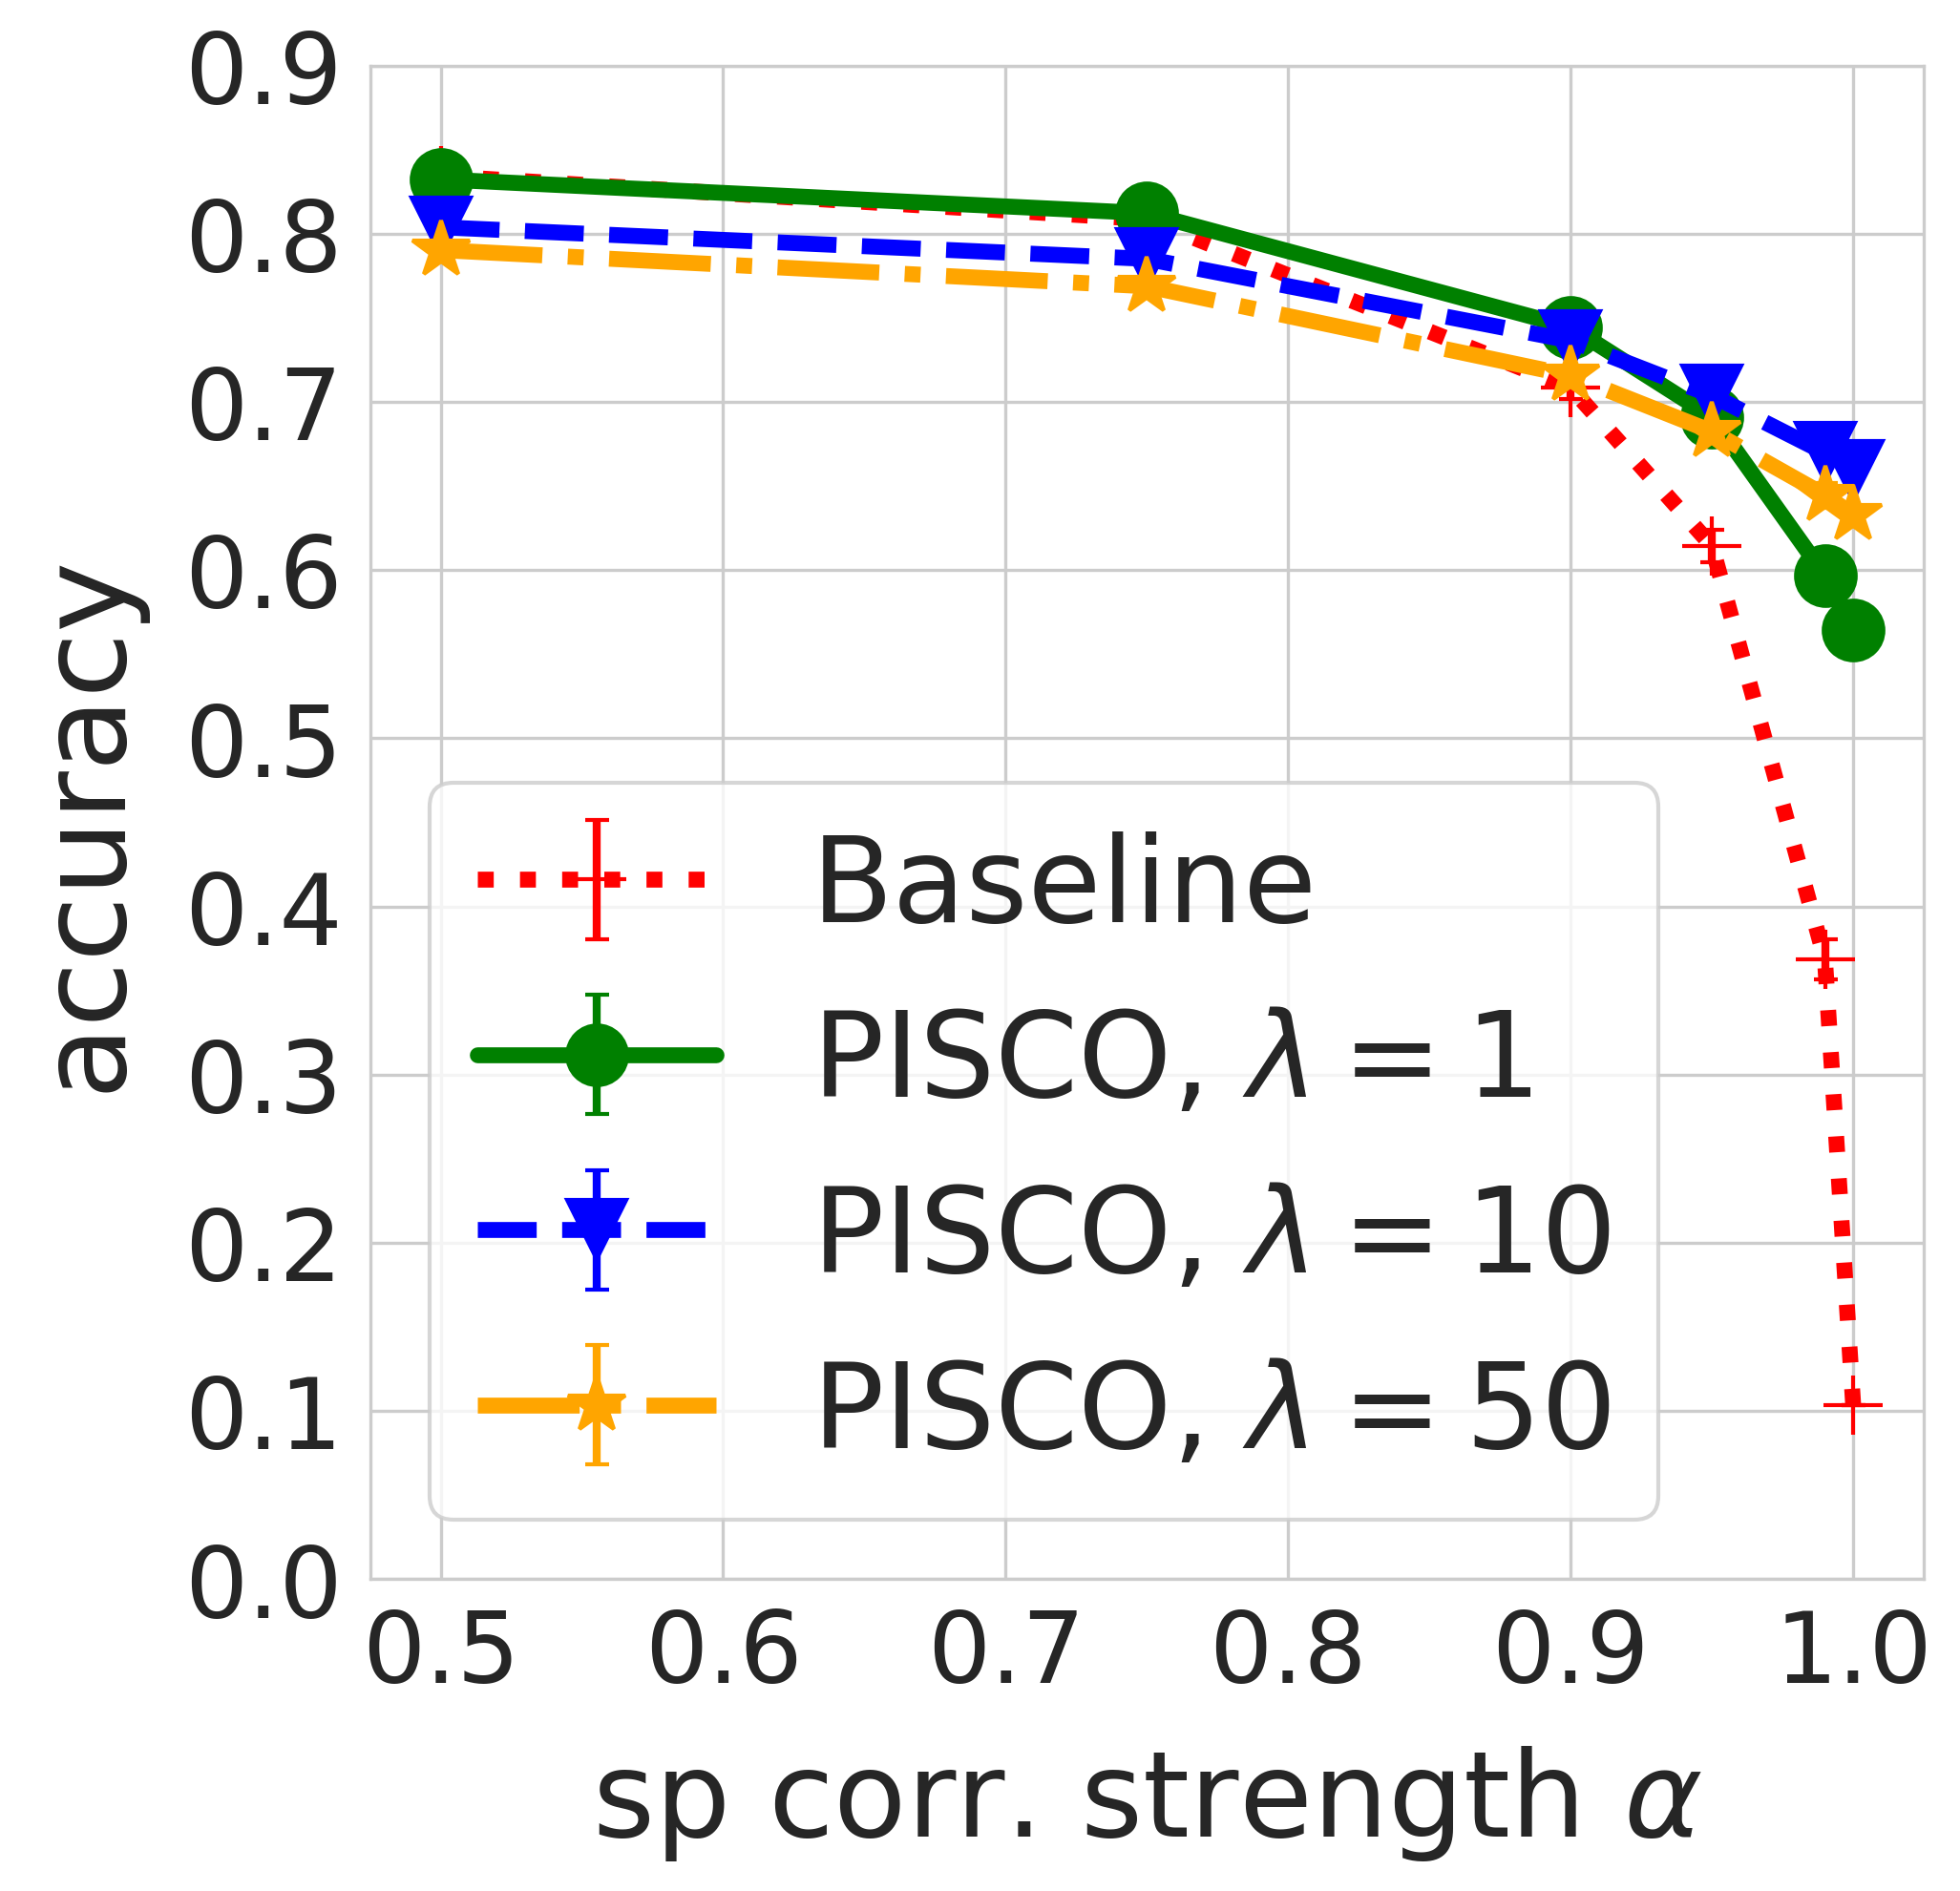 accuracy
0.9
0.8
0.7
0.6
0.5
0.4
0.3
0.2
0.1
0.0
Baseline
PISCO, λ = 1
PISCO, λ = 10
PISCO, λ = 50
0.5 0.6 0.7 0.8 0.9 1.0
sp corr. strength α